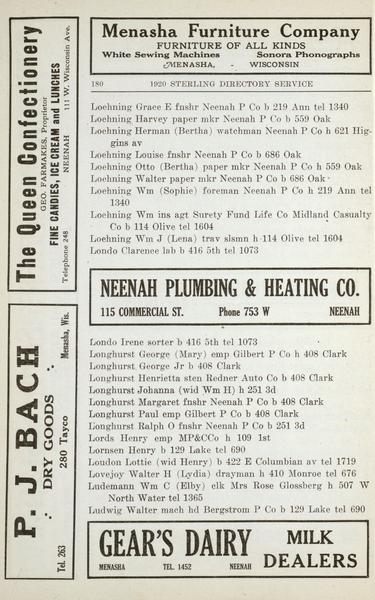 Menasha Furniture Company
FURNITURE OF ALL KINDS
White Sewing Machines Sonora Phonographs
MENASHA, - WISCONSIN
180 1920 STERLING DIRECTORY SERVICE
Loehning Grace E fnshr Neenah P Co b 219 Ann tel 1340
Loehning Harvey paper mkr Neenah P Co b 559 Oak
Loehning Herman (Bertha) watchman Neenah P Co h 621 Hig-
gins av
Loehning Louise fnshr Neenah P Co b 686 Oak
Loehning Otto (Bertha) paper mkr Neenah P Co h 559 Oak
Loehning Walter paper mkr Neenah P Co b 686 Oak
Loehning Wm (Sophie) foreman Neenah P Co h 219 Ann tel
1340
Loehning Wm ins agt Surety Fund Life Co Midland Casualty
Co b 114 Olive tel 1604
Loehning Wm J (Lena) trav slsmn h 114 Olive tel 1604
Londo Clarence lab b 416 5th tel 1073
NEENAH PLUMBING & HEATING CO.
115 COMMERCIAL ST. Phone 753 W NEENAH
Londo Irene sorter b 416 5th tel 1073
Longhurst George (Mary) emp Gilbert P Co h 408 Clark
Longhurst George Jr b 408 Clark
Longhurst Henrietta sten Redner Auto Co b 408 Clark
Longhurst Johanna (wid Wm H) h 251 3d
Longhurst Margaret fnshr Neenah P Co b 408 Clark
Longhurst Paul emp Gilbert P Co b 408 Clark
Longhurst Ralph O fnshr Neenah P Co b 251 3d
Lords Henry emp MP&CCo h 109 1st
Lornsen Henry b 129 Lake tel 690
Loudon Lottie (wid Henry) b 422 E Columbian av tel 1719
Lovejoy Walter H (Lydia) drayman h 410 Monroe tel 676
Ludemann Wm C (Elby) elk Mrs Rose Glossberg h 507 W
North Water tel 1365
Ludwig Walter mach hd Bergstrom P Co b 129 Lake tel 690
GEAR'S DAIRY
MENASHA TEL. 1452 NEENAH
MILK
DEALERS
The Queen Confectionery
GEO. FARMAKES, Proprietor
FINE CANDIES, ICE CREAM and LUNCHES
Telephone 248 NEENAH 111 W. Wisconsin Ave.
P. J. BACH
DRY GOODS
Tel. 263 280 Tayco Menasha, Wis.